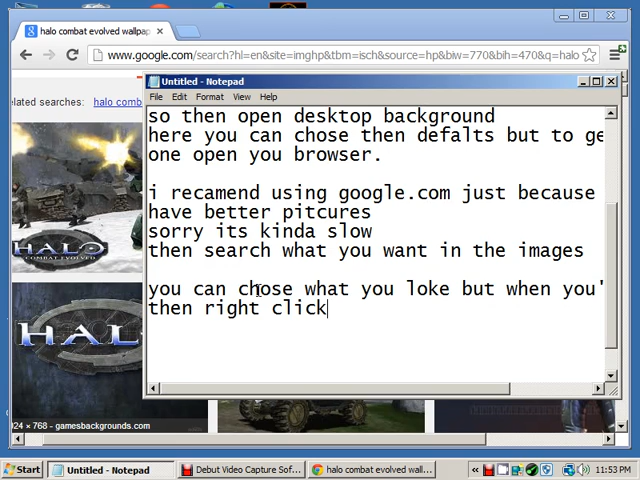 halo combat evolved wallpap
www.google.com/search?hl=en&site=imghp&tbm=isch&source=hp&biw=770&bih=470&q=halo
elated searches: halo comb
Untitled - Notepad
File Edit Format View Help
so then open desktop background
here you can chose then defalts but to ge
one open you browser.
i recamend using google.com just because
have better pitcures
sorry its kinda slow
then search what you want in the images
you can chose what you loke but when you'
then right click
HALO
COMBAT EVOLVED
HALO
024 × 768 - gamesbackgrounds.com
Start
Untitled - Notepad
Debut Video Capture Sof...
halo combat evolved wall...
11:53 PM